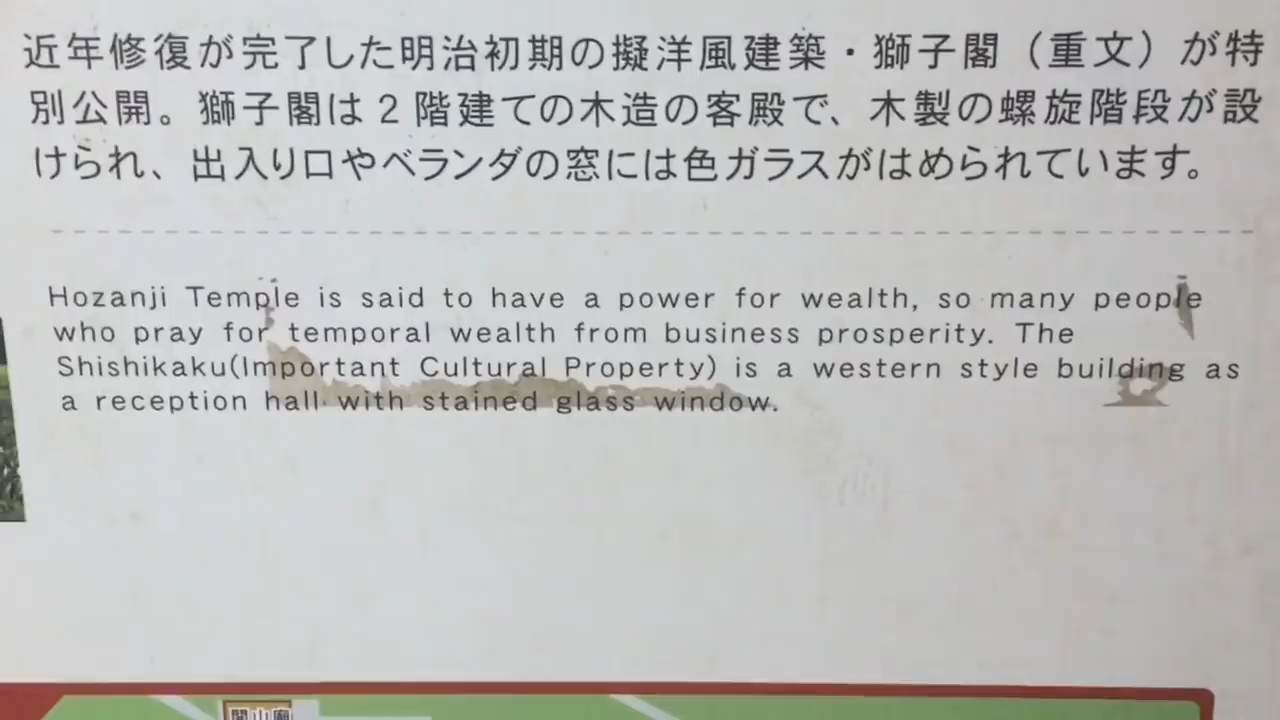 近年修復が完了した明治初期の擬洋風建築・獅子閣（重文）が特
別公開。獅子閣は２階建ての木造の客殿で、木製の螺旋階段が設
けられ、出入り口やベランダの窓には色ガラスがはめられています。
Hozanji Temple is said to have a power for wealth, so many people
who pray for temporal wealth from business prosperity. The
Shishikaku(Important Cultural Property) is a western style building as
a reception hall with stained glass window.
開山廟